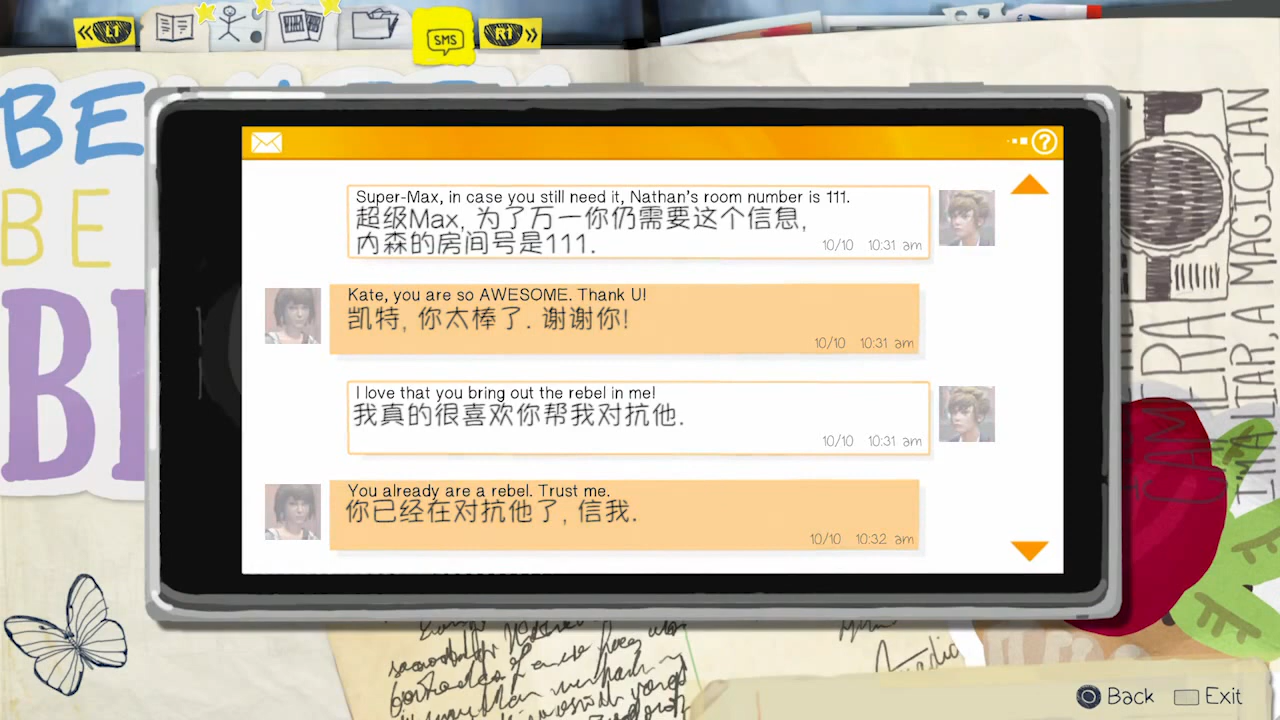 L1
SMS
R1
BE
BE
B
Super-Max, in case you still need it, Nathan's room number is 111.
超级Max, 为了万一你仍需要这个信息,
内森的房间号是111.
10/10 10:31 am
Kate, you are so AWESOME. Thank U!
凯特, 你太棒了. 谢谢你!
10/10 10:31 am
I love that you bring out the rebel in me!
我真的很喜欢你帮我对抗他.
10/10 10:31 am
You already are a rebel. Trust me.
你已经在对抗他了, 信我.
10/10 10:32 am
CAMERA
LIAR, A MAGICIAN
Back
Exit